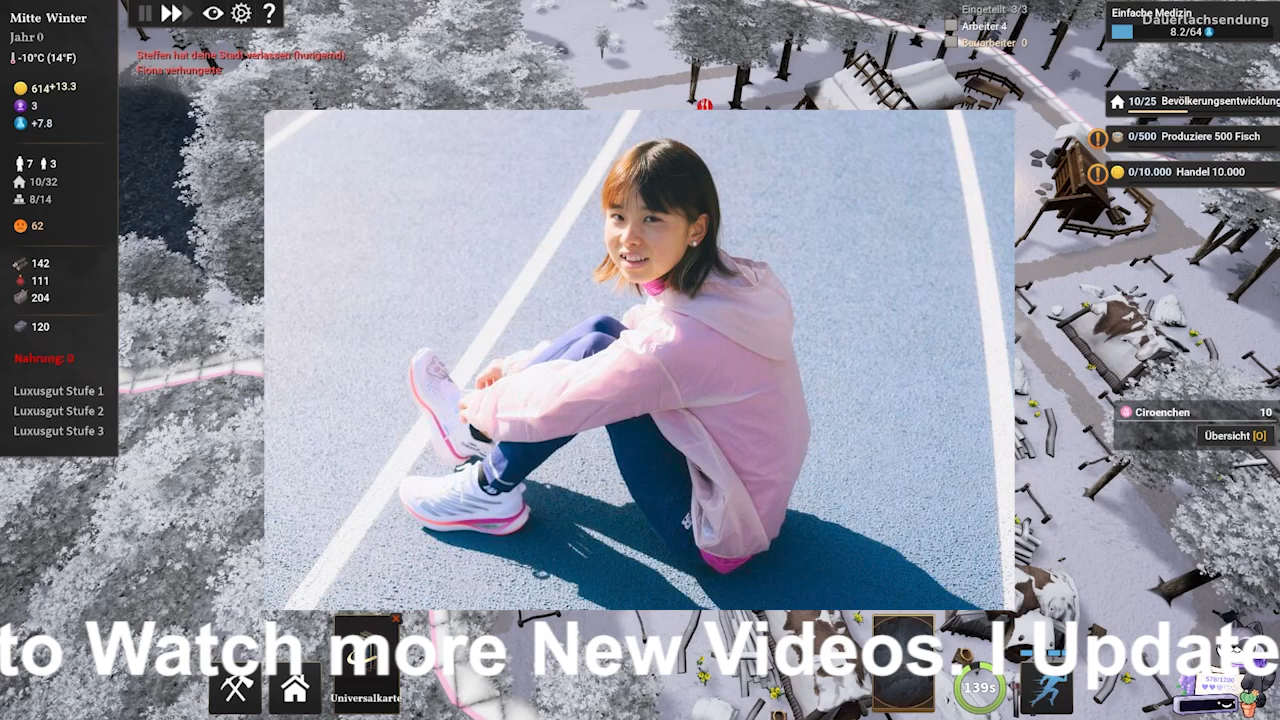 Mitte Winter
Jahr 0
-10°C (14°F)
614+13.3
3
+7.8
7 3
10/32
8/14
62
142
111
204
120
Nahrung: 0
Luxusgut Stufe 1
Luxusgut Stufe 2
Luxusgut Stufe 3
?
Steffen hat deine Stadt verlassen (hungernd)
Fiona verhungerte
Eingeteilt 3/3
Arbeiter 4
Bauarbeiter 0
Einfache Medizin
Dauerlachsendung
8.2/64
10/25 Bevölkerungsentwicklung
0/500 Produziere 500 Fisch
0/10.000 Handel 10.000
Ciroenchen 10
Übersicht [O]
to Watch more New Videos. I Update
Universalkarte
139s
578/1200